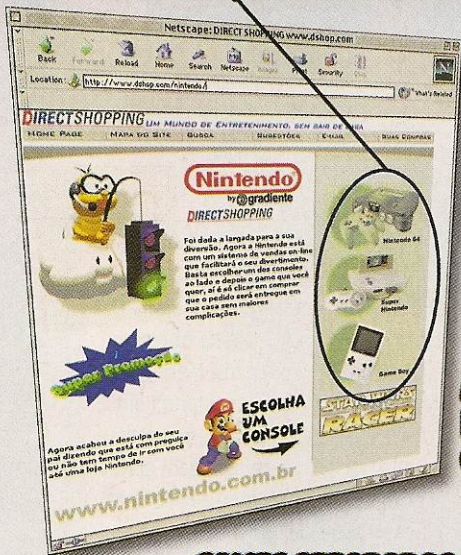 Netscape: DIRECT SHOPPING www.dshop.com
Back Forward Reload Home Search Netscape Images Print Security Stop
Location: http://www.dshop.com/nintendo/
What's Related
DIRECTSHOPPING UM MUNDO DE ENTRETENIMENTO, SEM SAIR DE CASA
HOME PAGE MAPA DO SITE BUSCA SUGESTÕES E-MAIL SUAS COMPRAS
Nintendo
by gradiente
DIRECTSHOPPING
Foi dada a largada para a sua
diversão. Agora a Nintendo está
com um sistema de vendas on-line
que facilitará o seu divertimento.
Basta escolher um dos consoles
ao lado e depois o game que você
quer, aí é só clicar em comprar
que o pedido será entregue em
sua casa sem maiores
complicações.
Nintendo 64
Super
Nintendo
Game Boy
Super Promoção
ESCOLHA
UM
CONSOLE
STAR WARS
RACER
Agora acabou a desculpa do seu
pai dizendo que está com preguiça
ou não tem tempo de ir com você
até uma loja Nintendo.
www.nintendo.com.br